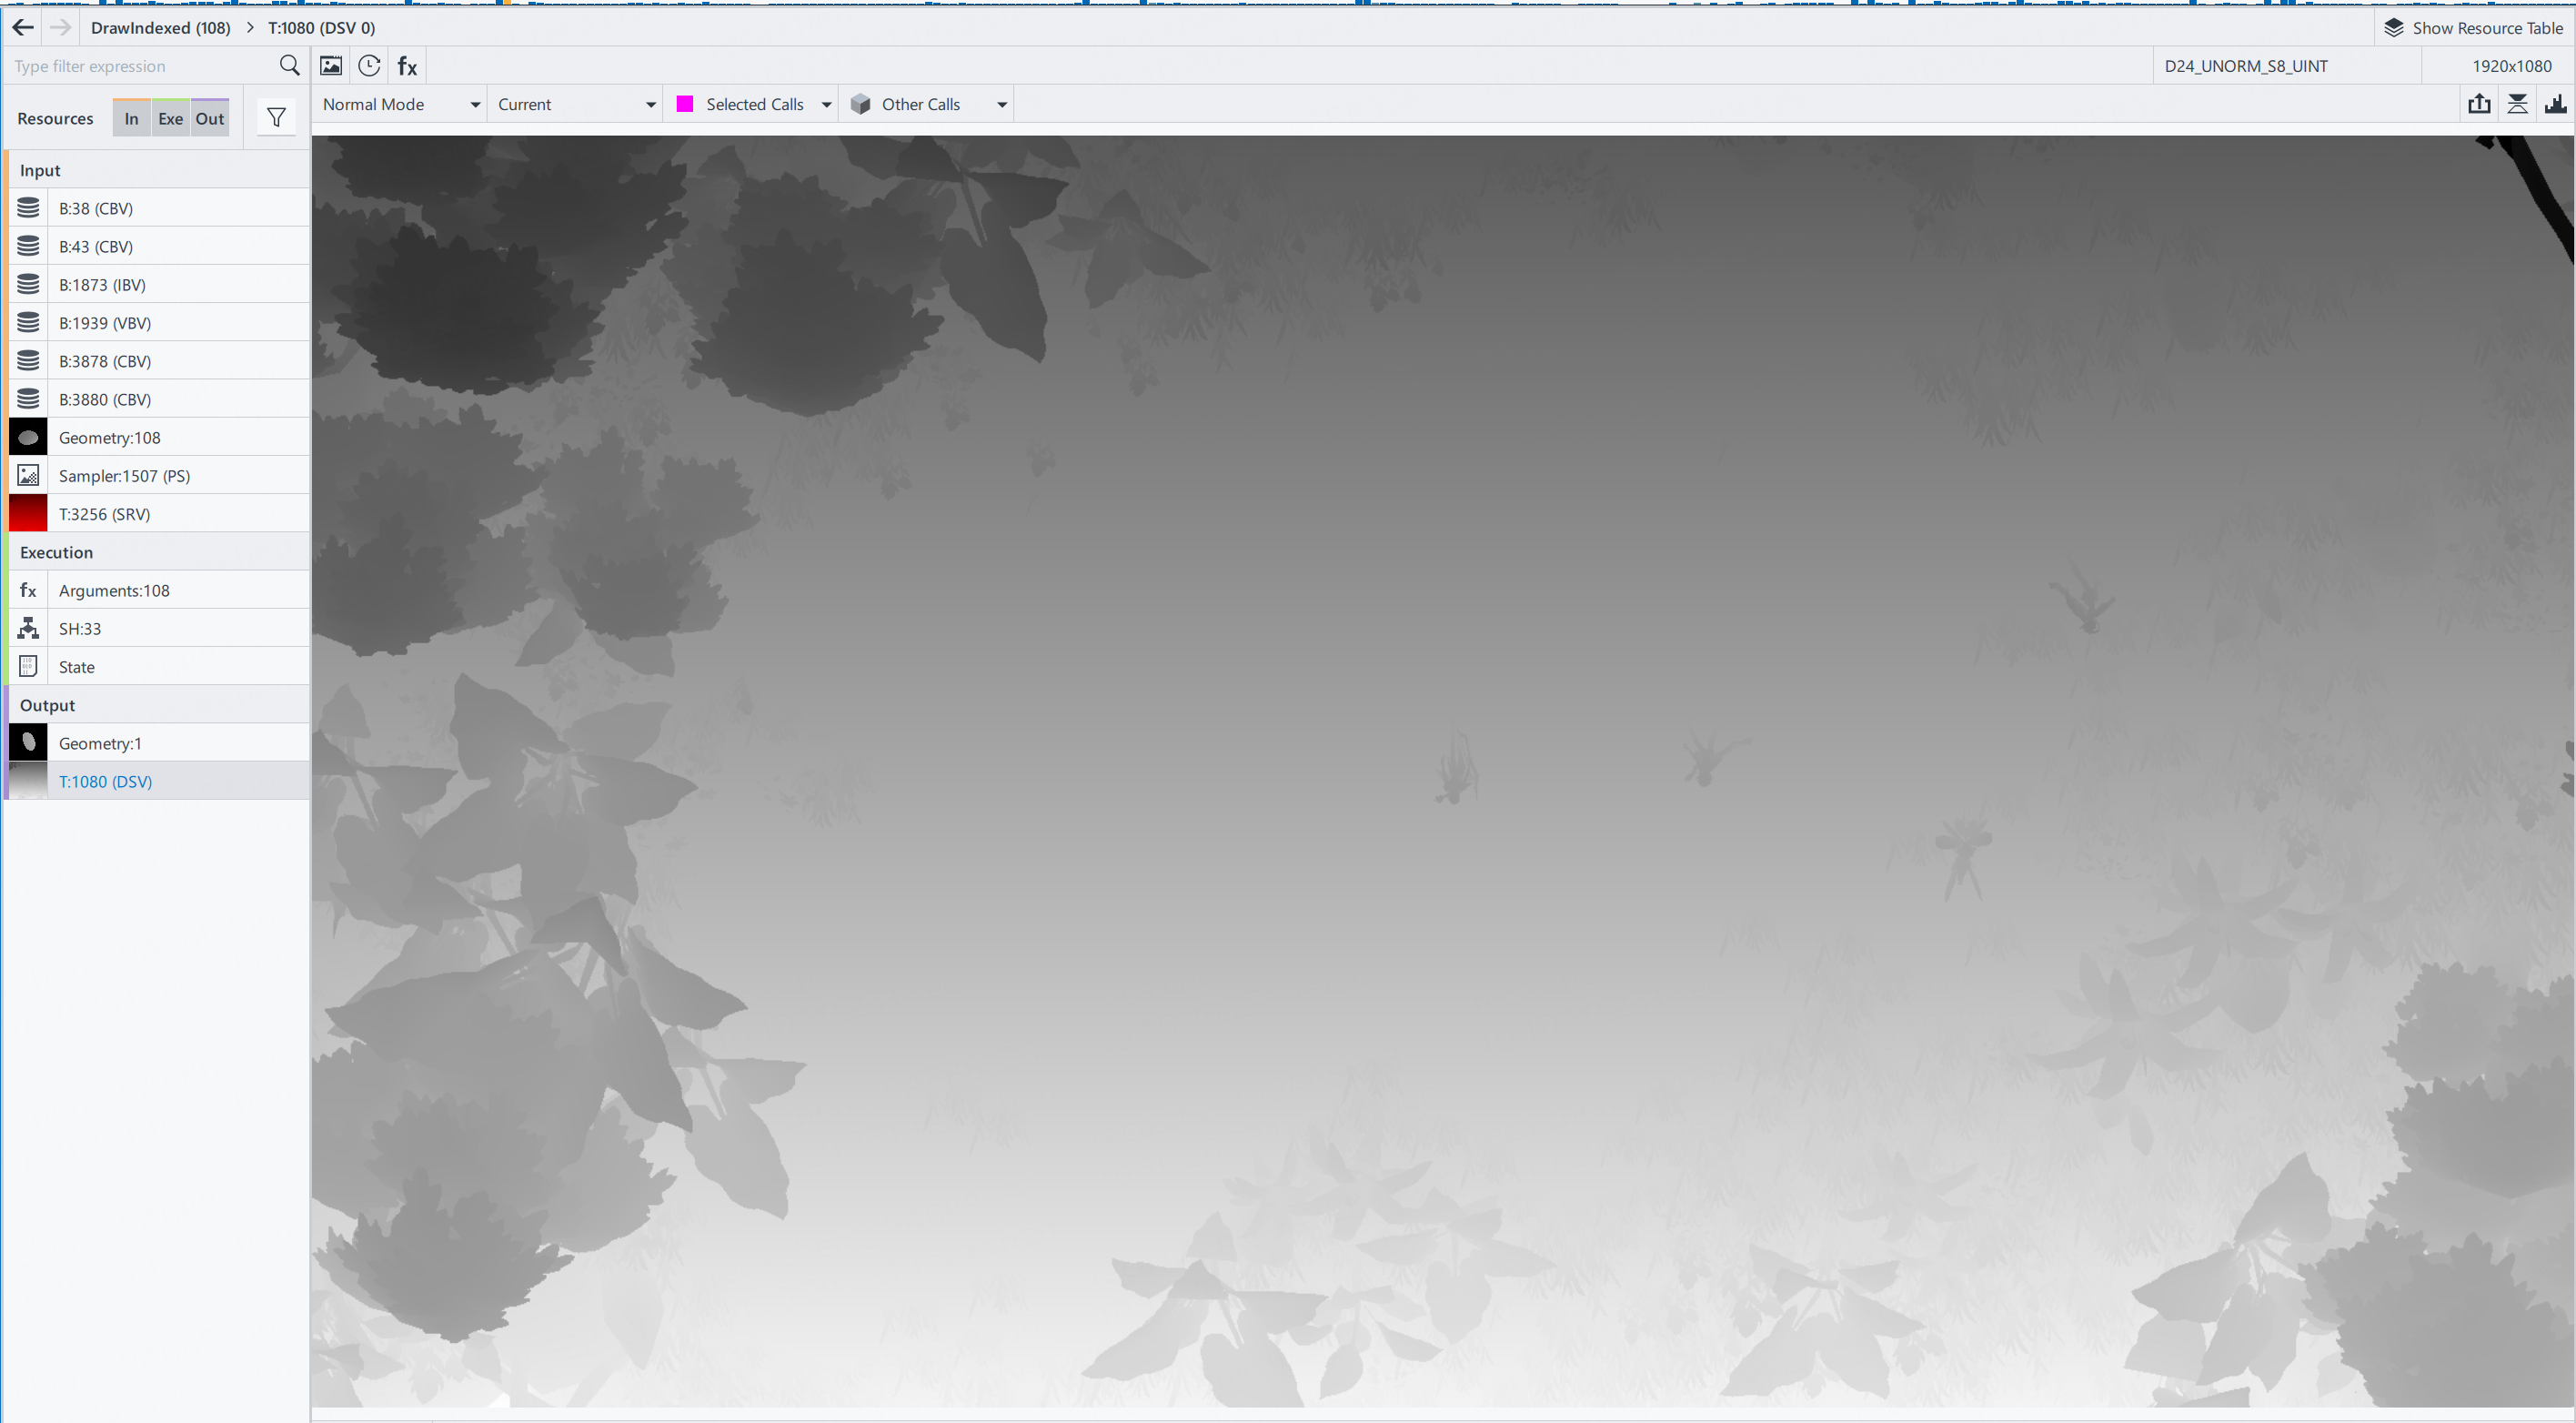 DrawIndexed (108) > T:1080 (DSV 0)
Show Resource Table
Type filter expression
fx
D24_UNORM_S8_UINT
1920x1080
Resources
In
Exe
Out
Normal Mode
Current
Selected Calls
Other Calls
Input
B:38 (CBV)
B:43 (CBV)
B:1873 (IBV)
B:1939 (VBV)
B:3878 (CBV)
B:3880 (CBV)
Geometry:108
Sampler:1507 (PS)
T:3256 (SRV)
Execution
fx Arguments:108
SH:33
State
Output
Geometry:1
T:1080 (DSV)